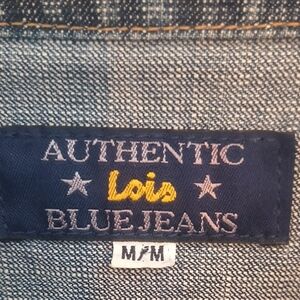 AUTHENTIC
★ Lois ★
BLUE JEANS
M/M